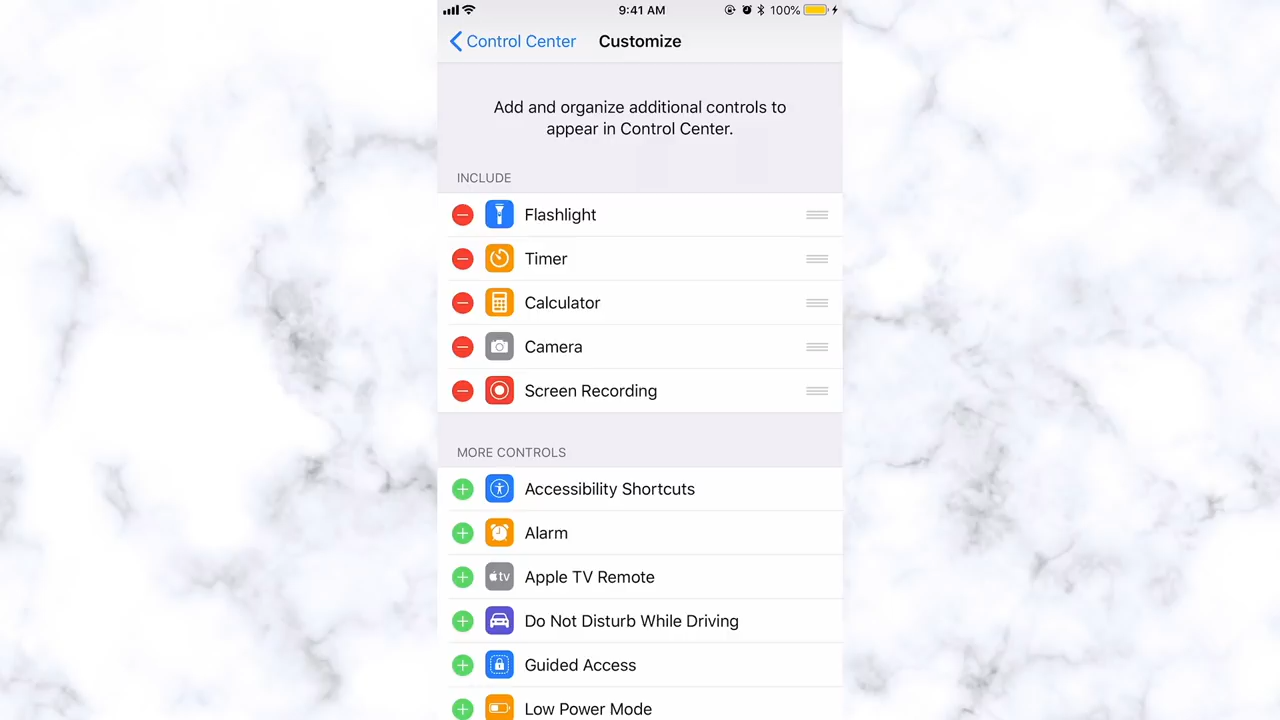 9:41 AM
100%
Control Center
Customize
Add and organize additional controls to
appear in Control Center.
INCLUDE
Flashlight
Timer
Calculator
Camera
Screen Recording
MORE CONTROLS
Accessibility Shortcuts
Alarm
tv
Apple TV Remote
Do Not Disturb While Driving
Guided Access
Low Power Mode